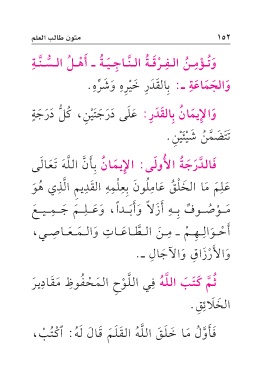 ١٥٢ متون طالب العلم
وَتُؤْمِنُ الْفِرْقَةُ النَّاجِيَةُ ـ أَهْلُ السُّنَّةِ
وَالجَمَاعَةِ ـ: بِالقَدَرِ خَيْرِهِ وَشَرِّهِ.
وَالإِيمَانُ بِالقَدَرِ: عَلَى دَرَجَتَيْنِ، كُلُّ دَرَجَةٍ
تَتَضَمَّنُ شَيْئَيْنِ.
فَالدَّرَجَةُ الأُولَى: الإِيمَانُ بِأَنَّ اللَّهَ تَعَالَى
عَلِمَ مَا الخَلْقُ عَامِلُونَ بِعِلْمِهِ القَدِيمِ الَّذِي هُوَ
مَوْصُوفٌ بِهِ أَزَلاً وَأَبَداً، وَعَلِمَ جَمِيعَ
أَحْوَالِهِمْ ـ مِنَ الطَّاعَاتِ وَالمَعَاصِي،
وَالأَرْزَاقِ وَالآجَالِ ـ.
ثُمَّ كَتَبَ اللَّهُ فِي اللَّوْحِ المَحْفُوظِ مَقَادِيرَ
الخَلَائِقِ.
فَأَوَّلُ مَا خَلَقَ اللَّهُ القَلَمَ قَالَ لَهُ: اكْتُبْ،